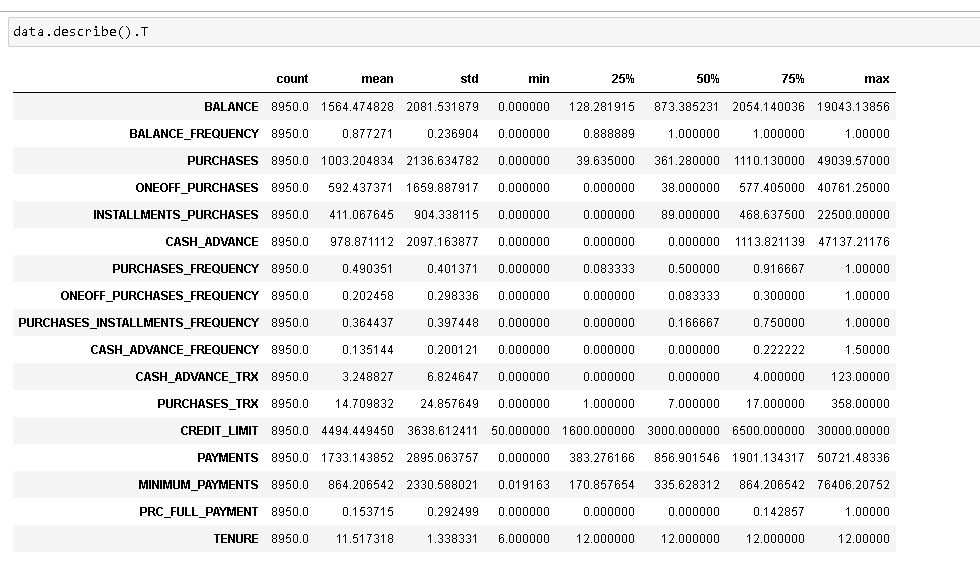 data.describe().T
count mean std min 25% 50% 75% max
BALANCE 8950.0 1564.474828 2081.531879 0.000000 128.281915 873.385231 2054.140036 19043.13856
BALANCE_FREQUENCY 8950.0 0.877271 0.236904 0.000000 0.888889 1.000000 1.000000 1.00000
PURCHASES 8950.0 1003.204834 2136.634782 0.000000 39.635000 361.280000 1110.130000 49039.57000
ONEOFF_PURCHASES 8950.0 592.437371 1659.887917 0.000000 0.000000 38.000000 577.405000 40761.25000
INSTALLMENTS_PURCHASES 8950.0 411.067645 904.338115 0.000000 0.000000 89.000000 468.637500 22500.00000
CASH_ADVANCE 8950.0 978.871112 2097.163877 0.000000 0.000000 0.000000 1113.821139 47137.21176
PURCHASES_FREQUENCY 8950.0 0.490351 0.401371 0.000000 0.083333 0.500000 0.916667 1.00000
ONEOFF_PURCHASES_FREQUENCY 8950.0 0.202458 0.298336 0.000000 0.000000 0.083333 0.300000 1.00000
PURCHASES_INSTALLMENTS_FREQUENCY 8950.0 0.364437 0.397448 0.000000 0.000000 0.166667 0.750000 1.00000
CASH_ADVANCE_FREQUENCY 8950.0 0.135144 0.200121 0.000000 0.000000 0.000000 0.222222 1.50000
CASH_ADVANCE_TRX 8950.0 3.248827 6.824647 0.000000 0.000000 0.000000 4.000000 123.00000
PURCHASES_TRX 8950.0 14.709832 24.857649 0.000000 1.000000 7.000000 17.000000 358.00000
CREDIT_LIMIT 8950.0 4494.449450 3638.612411 50.000000 1600.000000 3000.000000 6500.000000 30000.00000
PAYMENTS 8950.0 1733.143852 2895.063757 0.000000 383.276166 856.901546 1901.134317 50721.48336
MINIMUM_PAYMENTS 8950.0 864.206542 2330.588021 0.019163 170.857654 335.628312 864.206542 76406.20752
PRC_FULL_PAYMENT 8950.0 0.153715 0.292499 0.000000 0.000000 0.000000 0.142857 1.00000
TENURE 8950.0 11.517318 1.338331 6.000000 12.000000 12.000000 12.000000 12.00000